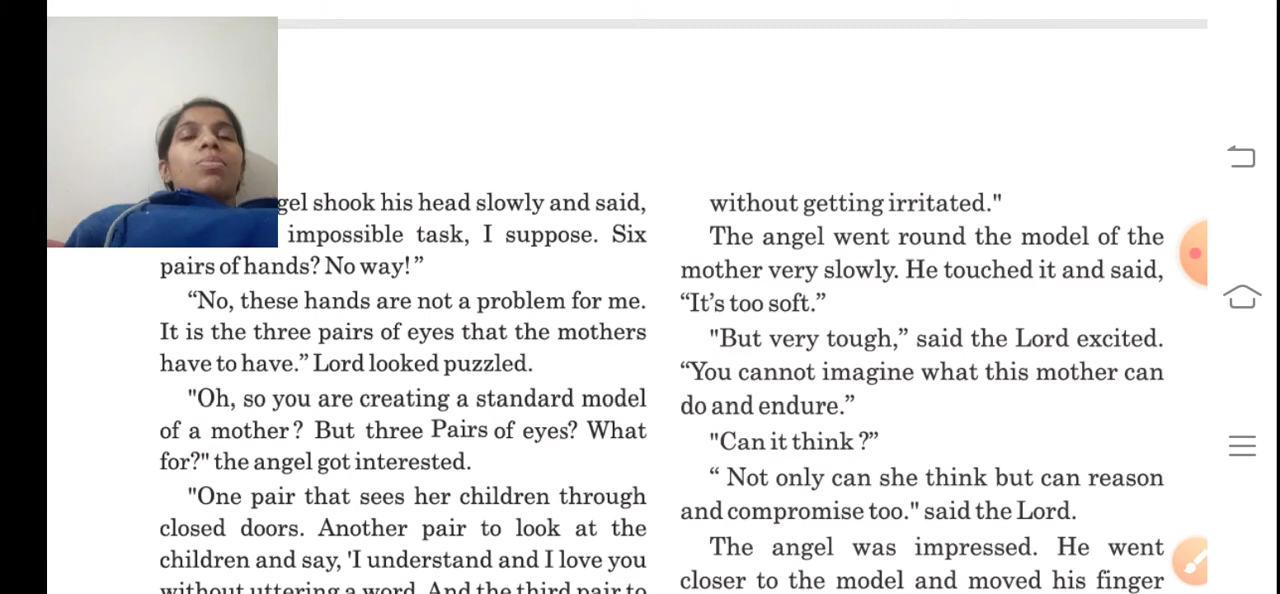 gel shook his head slowly and said,
impossible task, I suppose. Six
pairs of hands? No way!”
“No, these hands are not a problem for me.
It is the three pairs of eyes that the mothers
have to have.” Lord looked puzzled.
"Oh, so you are creating a standard model
of a mother? But three Pairs of eyes? What
for?" the angel got interested.
"One pair that sees her children through
closed doors. Another pair to look at the
children and say, 'I understand and I love you
without uttering a word. And the third pair to
without getting irritated."
The angel went round the model of the
mother very slowly. He touched it and said,
“It’s too soft.”
"But very tough,” said the Lord excited.
“You cannot imagine what this mother can
do and endure.”
"Can it think ?”
“ Not only can she think but can reason
and compromise too." said the Lord.
The angel was impressed. He went
closer to the model and moved his finger